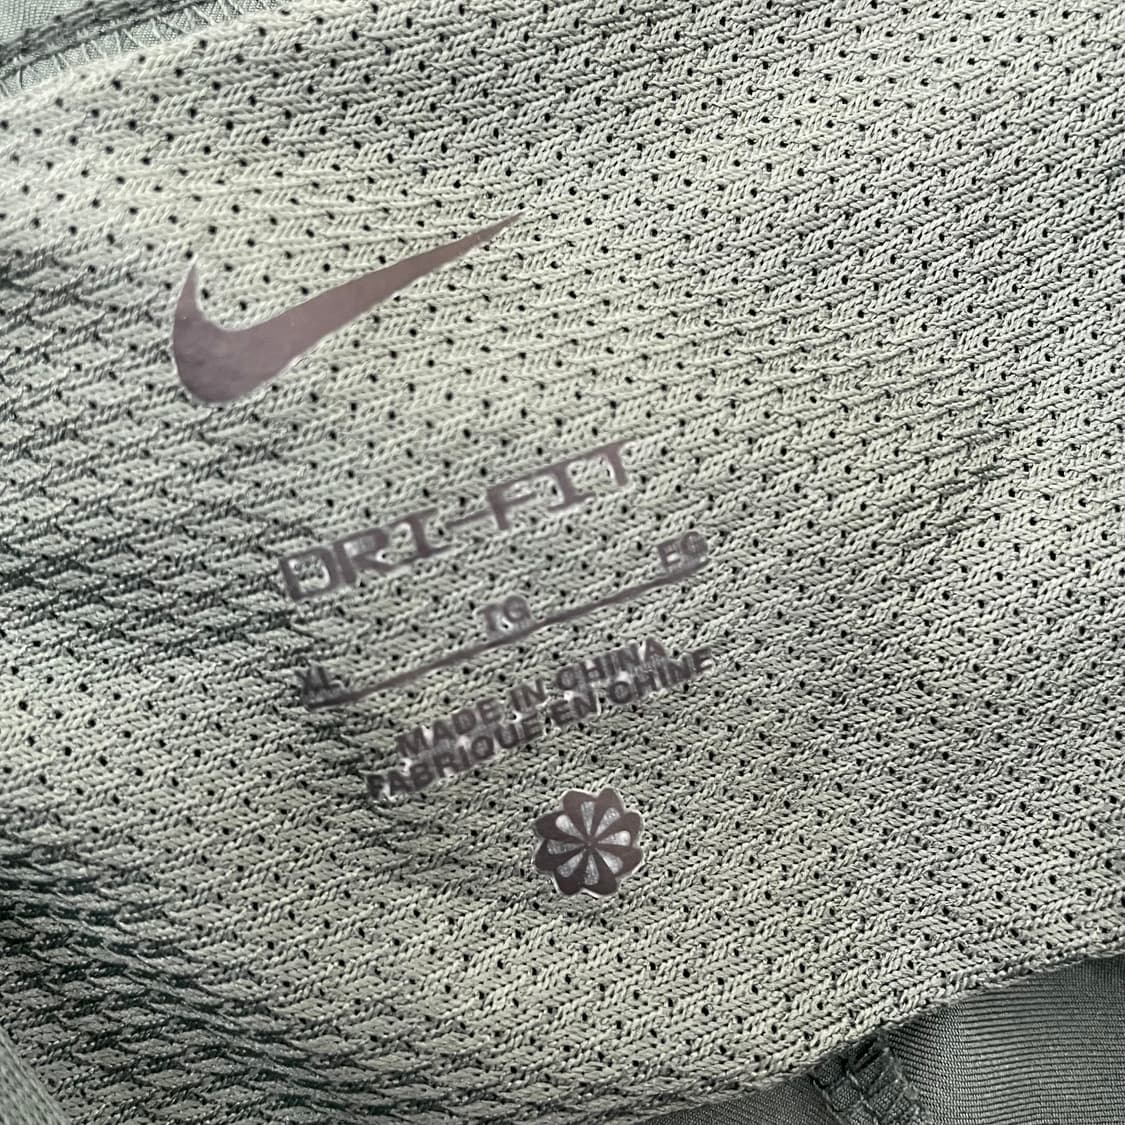 DRI-FIT
XL TG EG
MADE IN CHINA
FABRIQUE EN CHINE